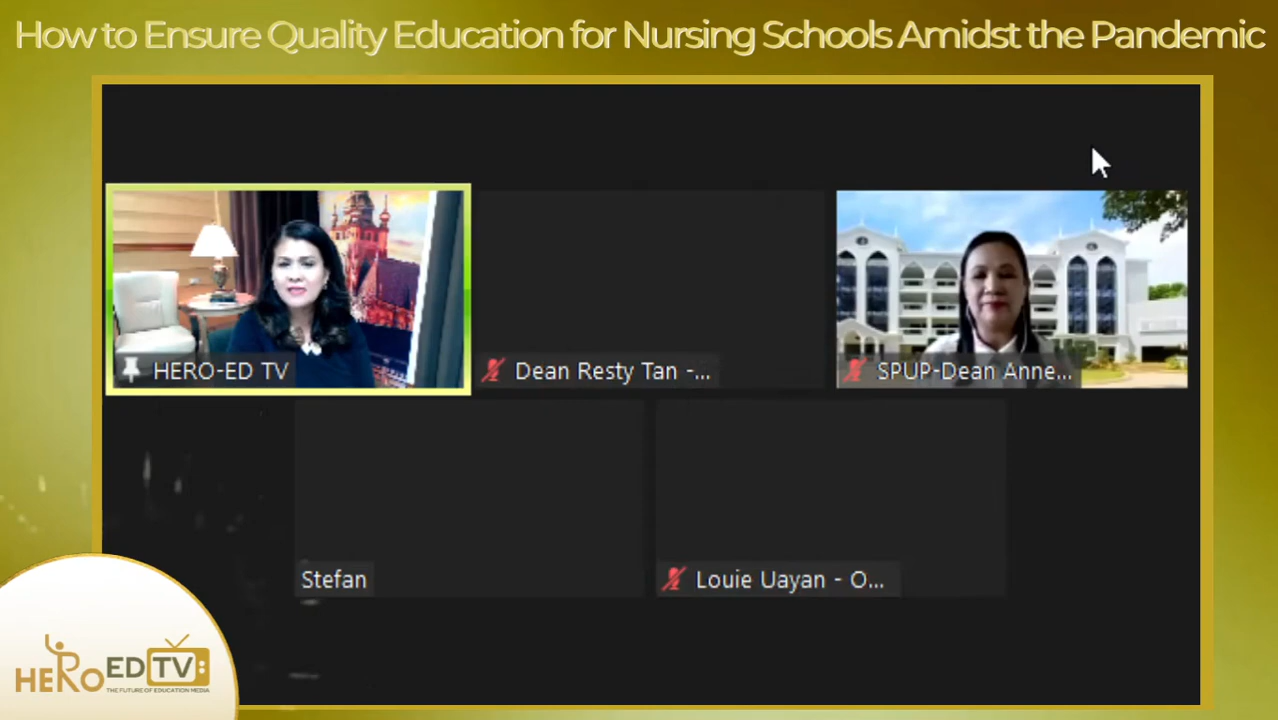 How to Ensure Quality Education for Nursing Schools Amidst the Pandemic
HERO-ED TV
Dean Resty Tan -...
SPUP-Dean Anne...
Stefan
Louie Uayan - O...
HERO ED TV
THE FUTURE OF EDUCATION MEDIA